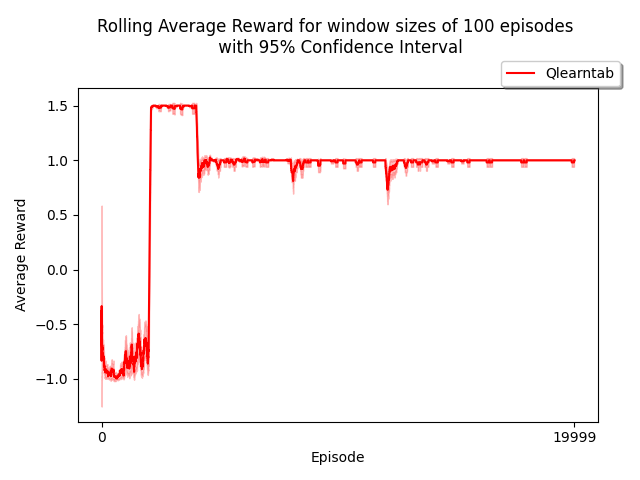 Rolling Average Reward for window sizes of 100 episodes
with 95% Confidence Interval
Qlearntab
1.5
1.0
0.5
0.0
−0.5
−1.0
Average Reward
0
19999
Episode